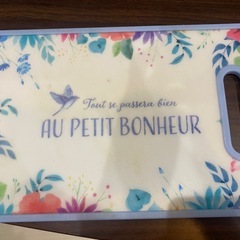 Tout se passera bien
AU PETIT BONHEUR